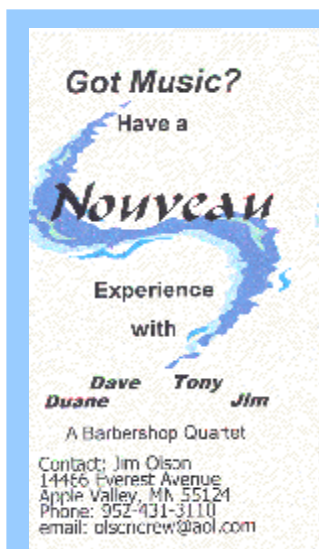 Got Music?
Have a
Nouveau
Experience
with
Dave Tony
Duane Jim
A Barbershop Quartet
Contact: Jim Olson
14466 Everest Avenue
Apple Valley, MN 55124
Phone: 952-431-3110
email: